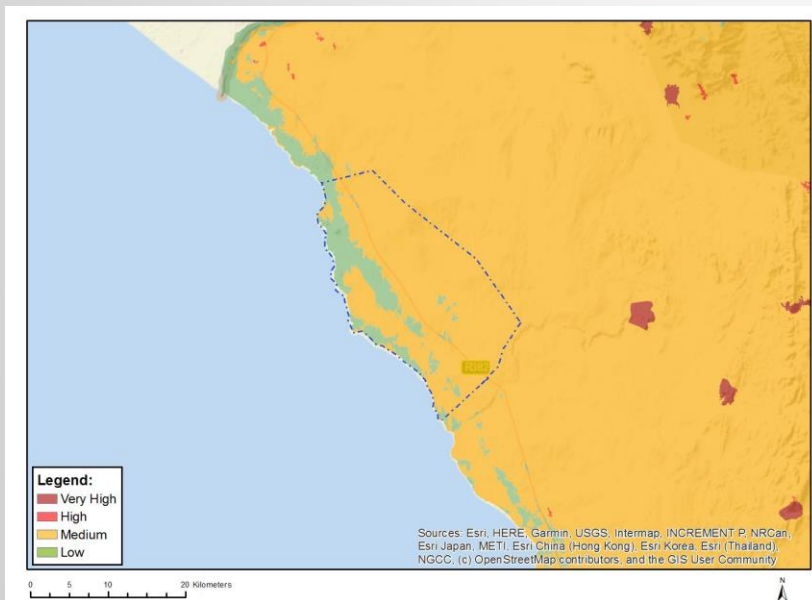 R382
Legend:
Very High
High
Medium
Low
Sources: Esri, HERE, Garmin, USGS, Intermap, INCREMENT P, NRCan,
Esri Japan, METI, Esri China (Hong Kong), Esri Korea, Esri (Thailand),
NGCC, (c) OpenStreetMap contributors, and the GIS User Community
0 5 10 20 Kilometers
N